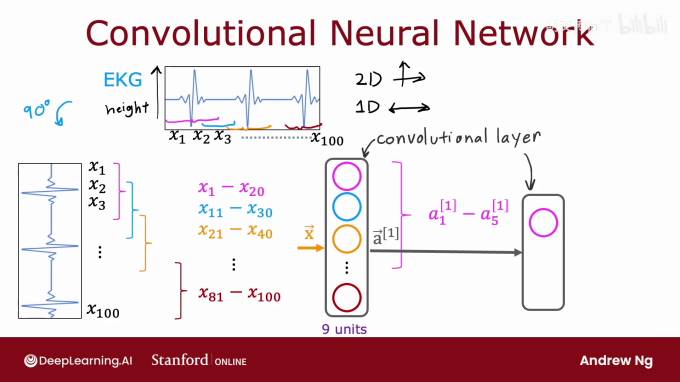 Convolutional Neural Network
bilibili
EKG
height
90°
2D
1D
x₁ x₂ x₃ x₁₀₀
convolutional layer
x₁
x₂
x₃
⋮
x₁₀₀
x₁ − x₂₀
x₁₁ − x₃₀
x₂₁ − x₄₀
⋮
x₈₁ − x₁₀₀
x⃗
⋮
9 units
a⃗^[1]
a₁^[1] − a₅^[1]
DeepLearning.AI Stanford ONLINE Andrew Ng